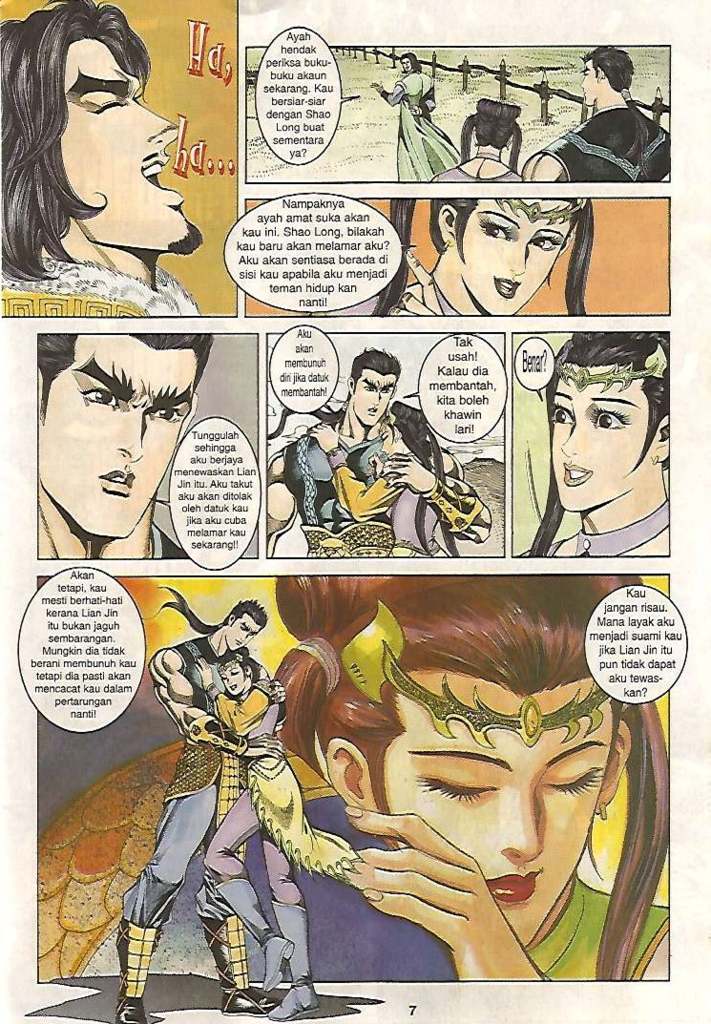 Ha,
ha...
Ayah
hendak
periksa buku-
buku akaun
sekarang. Kau
bersiar-siar
dengan Shao
Long buat
sementara
ya?
Nampaknya
ayah amat suka akan
kau ini. Shao Long, bilakah
kau baru akan melamar aku?
Aku akan sentiasa berada di
sisi kau apabila aku menjadi
teman hidup kan
nanti!
Tunggulah
sehingga
aku berjaya
menewaskan Lian
Jin itu. Aku takut
aku akan ditolak
oleh datuk kau
jika aku cuba
melamar kau
sekarang!!
Aku
akan
membunuh
diri jika datuk
membantah!
Tak
usah!
Kalau dia
membantah,
kita boleh
khawin
lari!
Benar?
Akan
tetapi, kau
mesti berhati-hati
kerana Lian Jin
itu bukan jaguh
sembarangan.
Mungkin dia tidak
berani membunuh kau
tetapi dia pasti akan
mencacat kau dalam
pertarungan
nanti!
Kau
jangan risau.
Mana layak aku
menjadi suami kau
jika Lian Jin itu
pun tidak dapat
aku tewas-
kan?
7